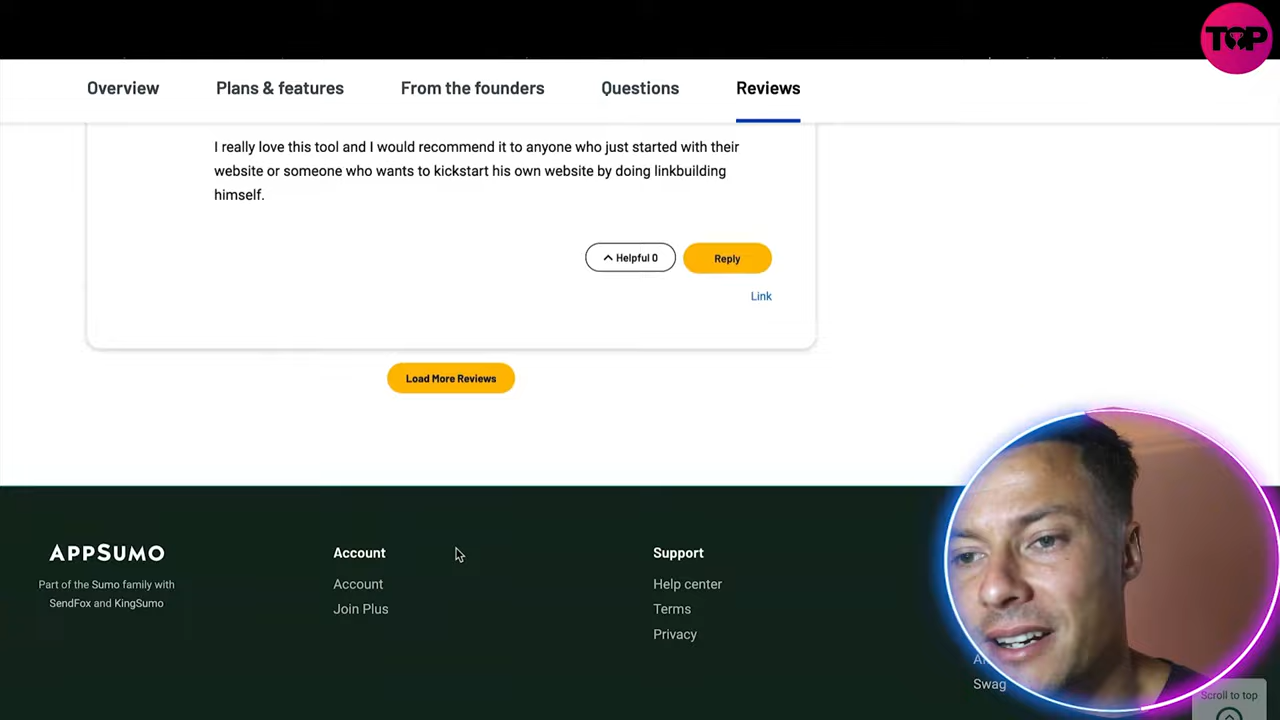 TOP
Overview Plans & features From the founders Questions Reviews
I really love this tool and I would recommend it to anyone who just started with their
website or someone who wants to kickstart his own website by doing linkbuilding
himself.
Helpful 0 Reply
Link
Load More Reviews
APPSUMO
Part of the Sumo family with
SendFox and KingSumo
Account
Account
Join Plus
Support
Help center
Terms
Privacy
Swag
Scroll to top